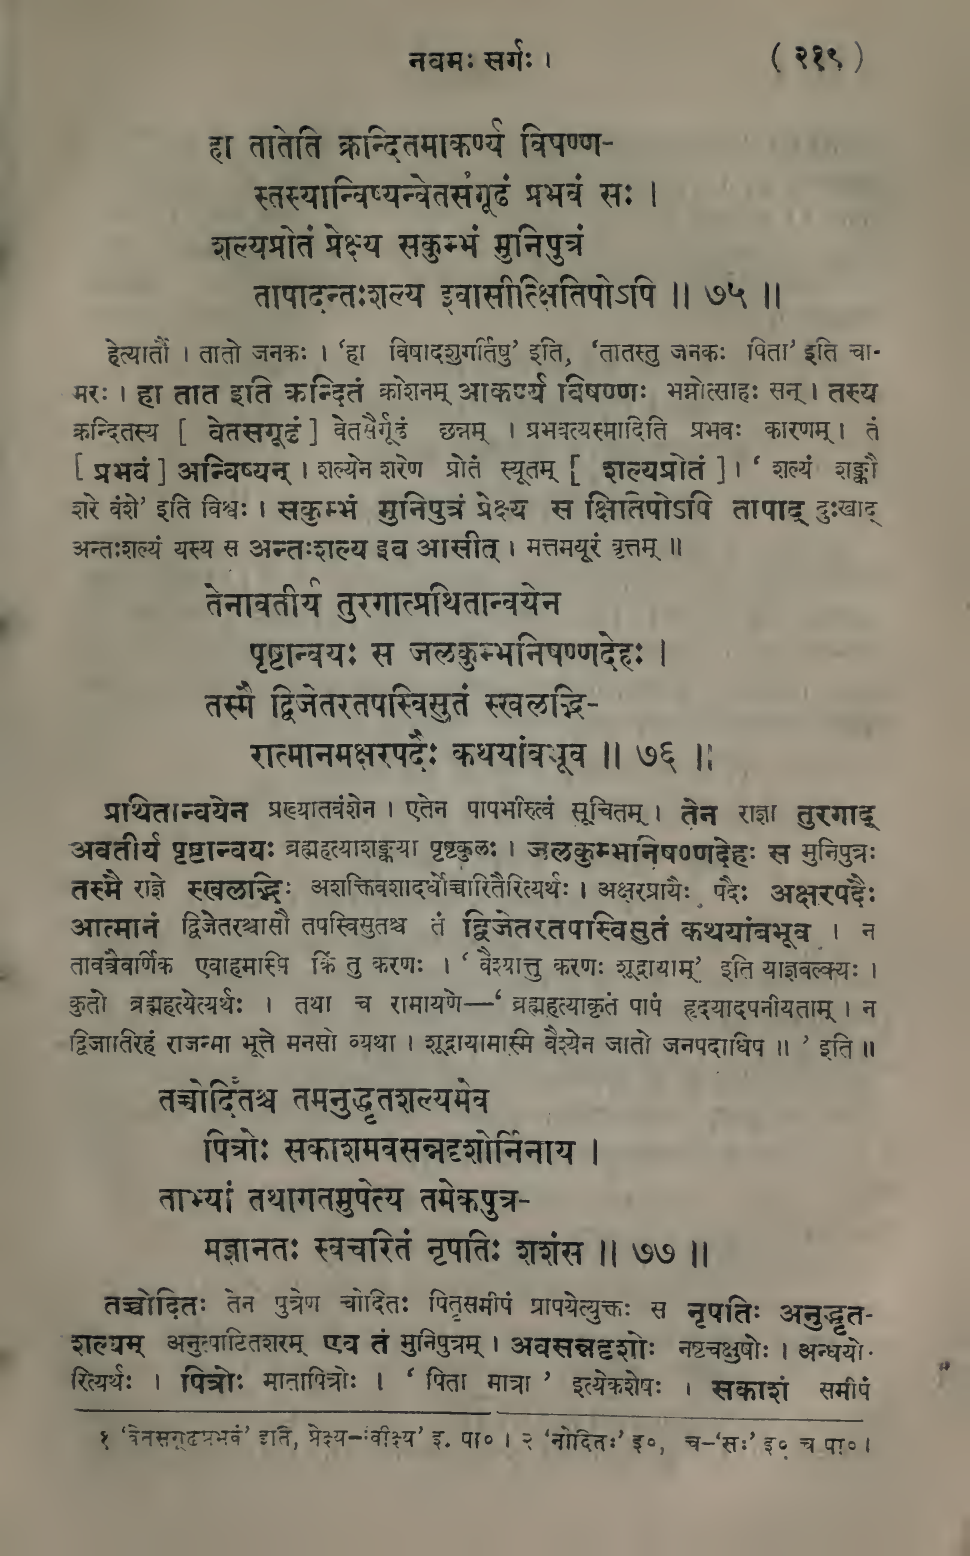 नवमः सर्गः ।
( २१९ )
हा तातेति क्रन्दितमाकर्ण्य विषण्ण-
स्तस्यान्विष्यन्वेतसंगूढं प्रभवं सः ।
शल्यप्रोतं प्रेक्ष्य सकुम्भं मुनिपुत्रं
तापादन्तःशल्य इवासीत्क्षितिपोऽपि ॥ ७५ ॥
हेत्यार्तौ । तातो जनकः । ‘हा विषादशुगर्तिषु’ इति, ‘तातस्तु जनकः पिता’ इति चा-
मरः । हा तात इति क्रन्दितं क्रोशनम् आकर्ण्य विषण्णः भग्नोत्साहः सन् । तस्य
क्रन्दितस्य [ वेतसगूढं ] वेतसैर्गूढं छन्नम् । प्रभवत्यस्मादिति प्रभवः कारणम् । तं
[ प्रभवं ] अन्विष्यन् । शल्येन शरेण प्रोतं स्यूतम् [ शल्यप्रोतं ] । ‘ शल्यं शङ्कौ
शरे वंशे’ इति विश्वः । सकुम्भं मुनिपुत्रं प्रेक्ष्य स क्षितिपोऽपि तापाद् दुःखाद्
अन्तःशल्यं यस्य स अन्तःशल्य इव आसीत् । मत्तमयूरं वृत्तम् ॥
तेनावतीर्य तुरगात्प्रथितान्वयेन
पृष्टान्वयः स जलकुम्भनिषण्णदेहः ।
तस्मै द्विजेतरतपस्विसुतं स्खलद्भि-
रात्मानमक्षरपदैः कथयांबभूव ॥ ७६ ॥
प्रथितान्वयेन प्रख्यातवंशेन । एतेन पापभीरुत्वं सूचितम् । तेन राज्ञा तुरगाद्
अवतीर्य पृष्टान्वयः ब्रह्महत्याशङ्कया पृष्टकुलः । जलकुम्भनिषण्णदेहः स मुनिपुत्रः
तस्मै राज्ञे स्खलाद्भिः अशक्तिवशादर्धोच्चारितैरित्यर्थः । अक्षरप्रायैः पदैः अक्षरपदैः
आत्मानं द्विजेतरश्चासौ तपस्विसुतश्च तं द्विजेतरतपस्विसुतं कथयांबभूव । न
तावत्रैवर्णिक एवाहमस्मि किं तु करणः । ‘ वैश्यात्तु करणः शूद्रायाम्’ इति याज्ञवल्क्यः ।
कुतो ब्रह्महत्येत्यर्थः । तथा च रामायणे—‘ ब्रह्महत्याकृतं पापं हृदयादपनीयताम् । न
द्विजातिरहं राजन्मा भूत्ते मनसो व्यथा । शूद्रायामस्मि वैश्येन जातो जनपदाधिप ॥ ’ इति ॥
तच्चोदितश्च तमनुद्धृतशल्यमेव
पित्रोः सकाशमवसन्नदृशोर्निनाय ।
ताभ्यां तथागतमुपेत्य तमेकपुत्र-
मज्ञानतः स्वचरितं नृपतिः शशंस ॥ ७७ ॥
तच्चोदितः तेन पुत्रेण चोदितः पितृसमीपं प्रापयेत्युक्तः स नृपतिः अनुद्धृत-
शल्यम् अनुत्पाटितशरम् एव तं मुनिपुत्रम् । अवसन्नदृशोः नष्टचक्षुषोः । अन्धयो-
रित्यर्थः । पित्रोः मातापित्रोः । ‘ पिता मात्रा ’ इत्येकशेषः । सकाशं समीपं
१ ‘वेतसगूढप्रभवं’ इति, प्रेक्ष्य-‘वीक्ष्य’ इ. पा० । २ ‘नोदितः’ इ०, च-‘सः’ इ० च पा० ।